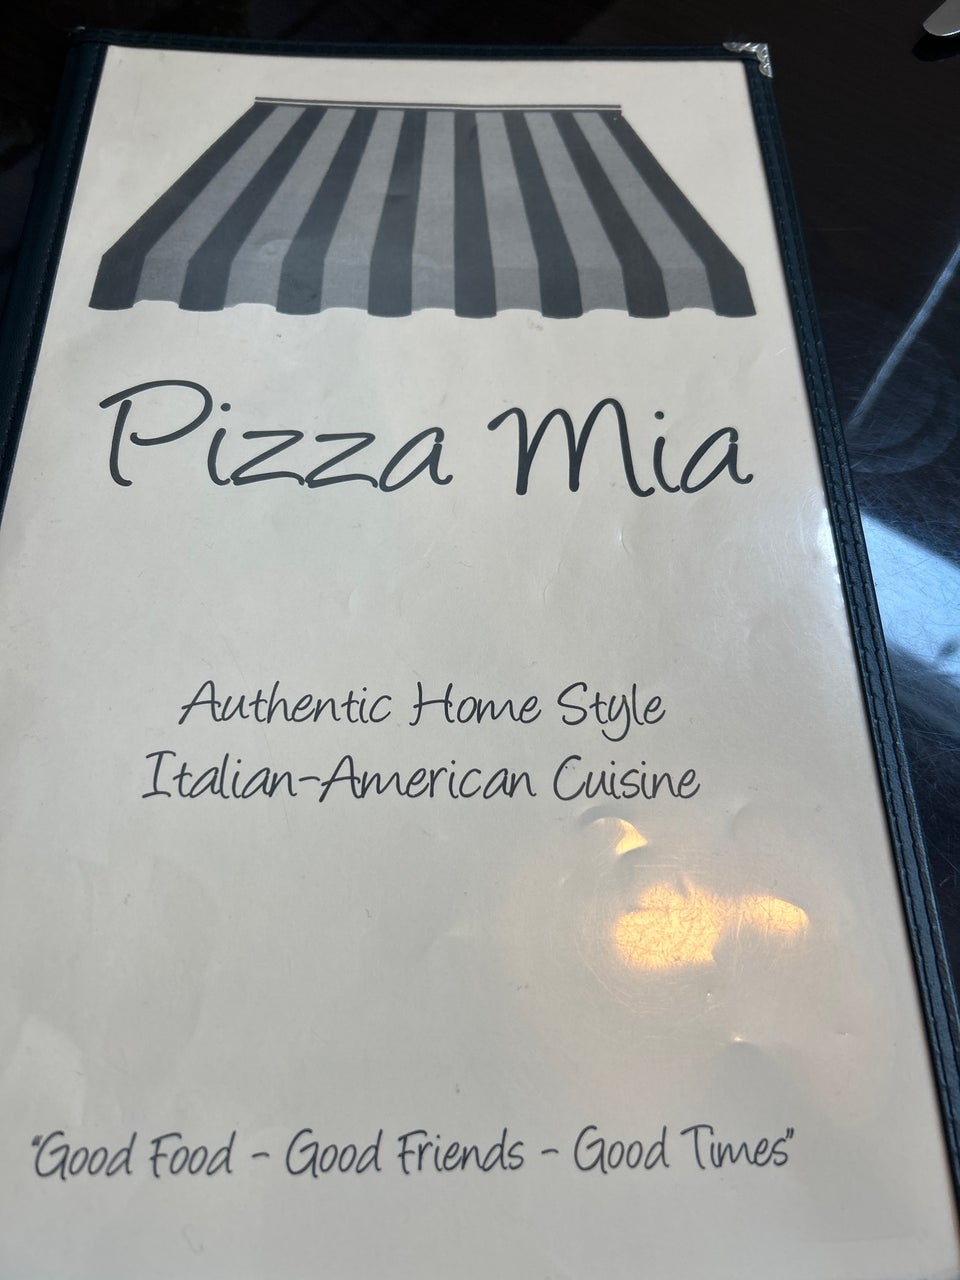 Pizza Mia
Authentic Home Style
Italian-American Cuisine
"Good Food - Good Friends - Good Times"